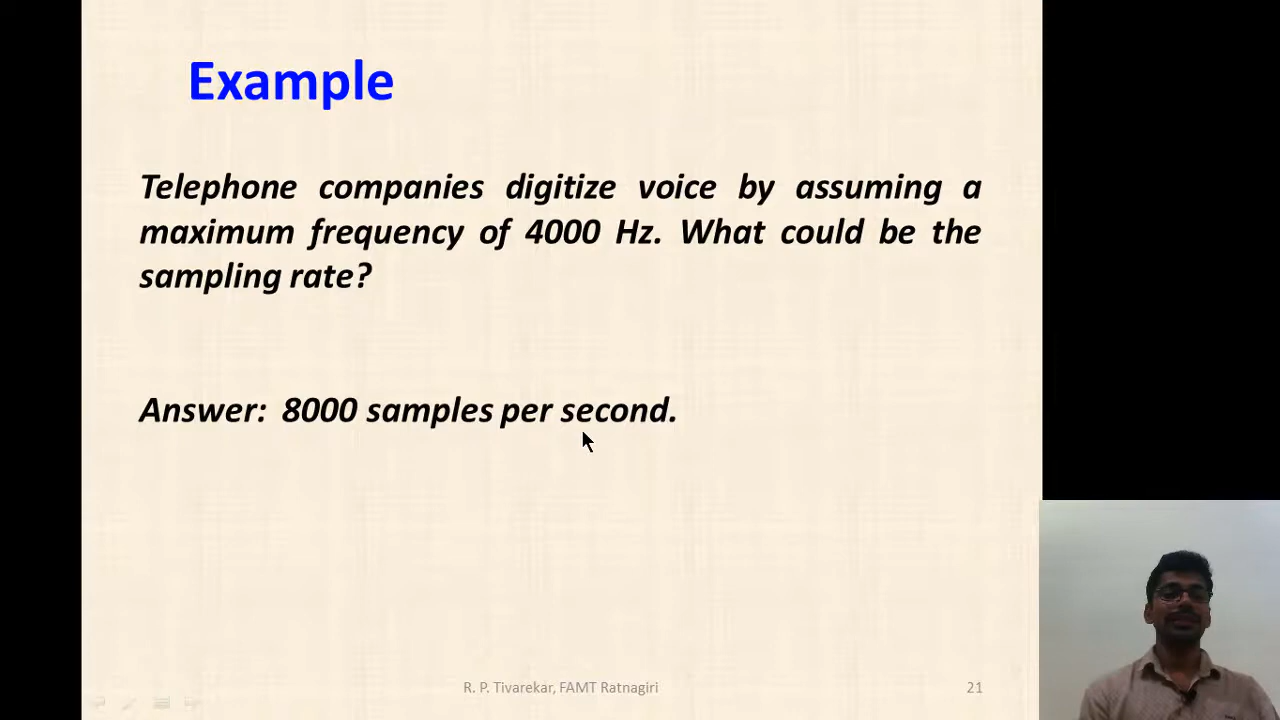 Example
Telephone companies digitize voice by assuming a
maximum frequency of 4000 Hz. What could be the
sampling rate?
Answer: 8000 samples per second.
R. P. Tivarekar, FAMT Ratnagiri
21